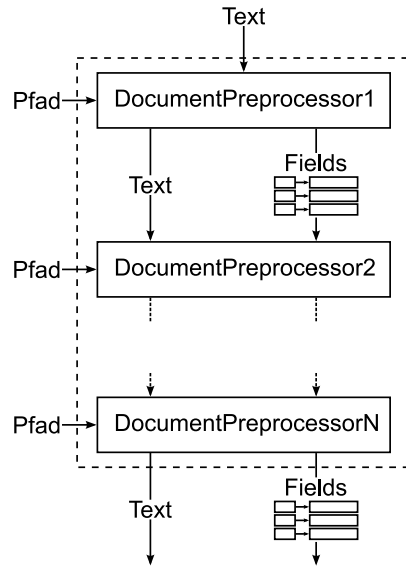 Text
Pfad
DocumentPreprocessor1
Text
Fields
Pfad
DocumentPreprocessor2
Pfad
DocumentPreprocessorN
Text
Fields